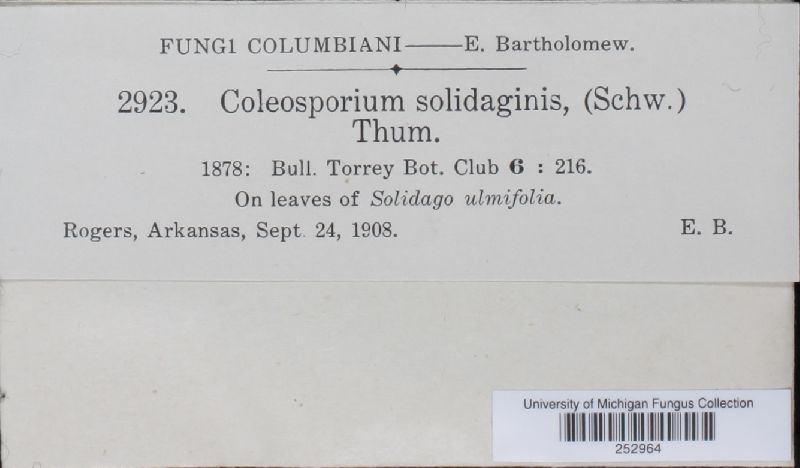 FUNGI COLUMBIANI——E. Bartholomew.
2923. Coleosporium solidaginis, (Schw.)
Thum.
1878: Bull. Torrey Bot. Club 6 : 216.
On leaves of Solidago ulmifolia.
Rogers, Arkansas, Sept. 24, 1908. E. B.
University of Michigan Fungus Collection
252964